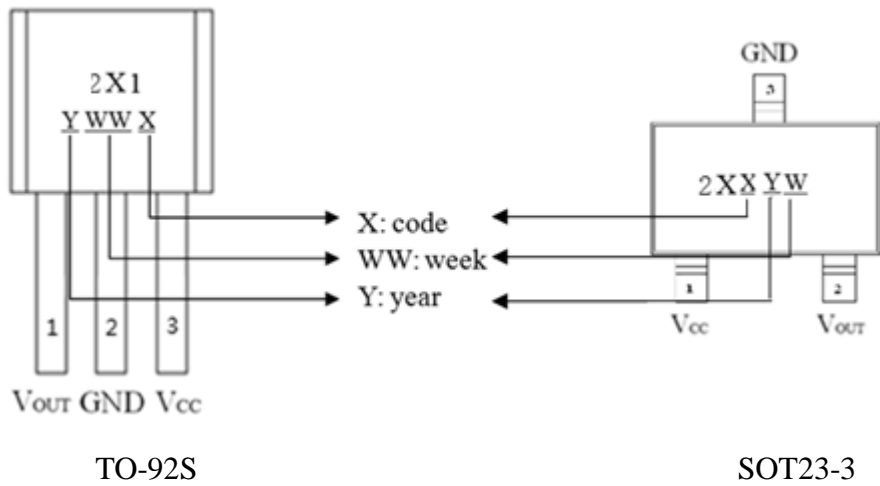 2X1
Y WW X
1 2 3
VOUT GND VCC
TO-92S
X: code
WW: week
Y: year
GND
3
2XX Y W
1 2
VCC VOUT
SOT23-3